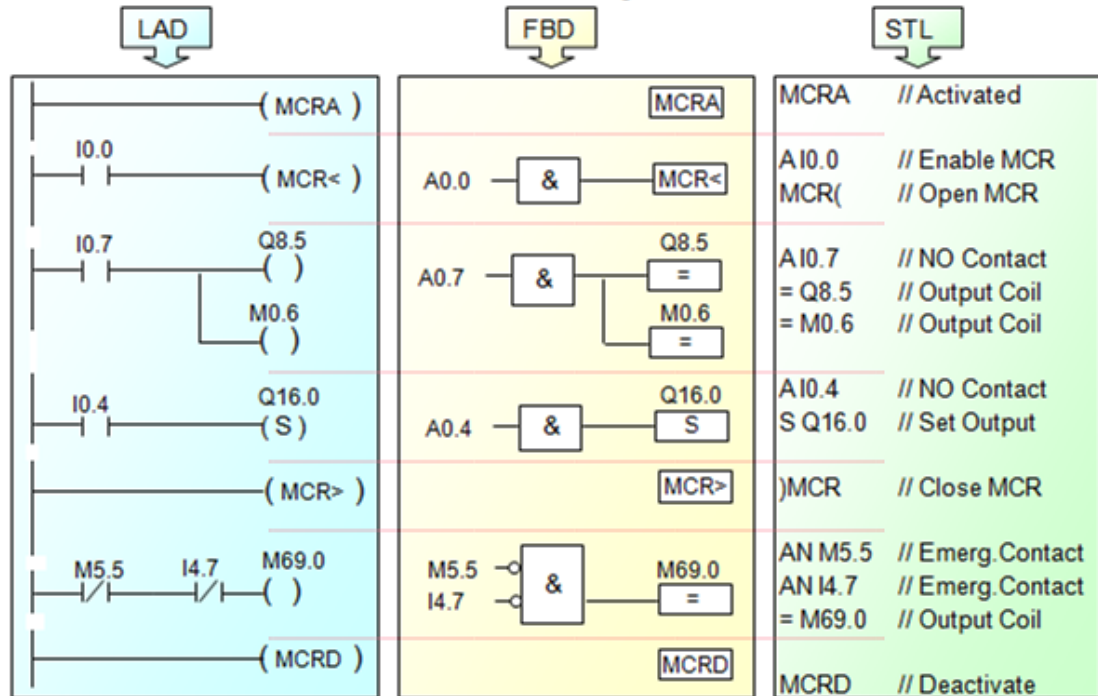 LAD
FBD
STL
( MCRA )
I0.0
( MCR< )
I0.7
Q8.5
( )
M0.6
( )
I0.4
Q16.0
( S )
( MCR> )
M5.5 I4.7 M69.0
( )
( MCRD )
MCRA
A0.0 & MCR<
Q8.5
A0.7 & =
M0.6
=
Q16.0
A0.4 & S
MCR>
M5.5 & M69.0
I4.7 =
MCRD
MCRA // Activated
A I0.0 // Enable MCR
MCR( // Open MCR
A I0.7 // NO Contact
= Q8.5 // Output Coil
= M0.6 // Output Coil
A I0.4 // NO Contact
S Q16.0 // Set Output
)MCR // Close MCR
AN M5.5 // Emerg.Contact
AN I4.7 // Emerg.Contact
= M69.0 // Output Coil
MCRD // Deactivate